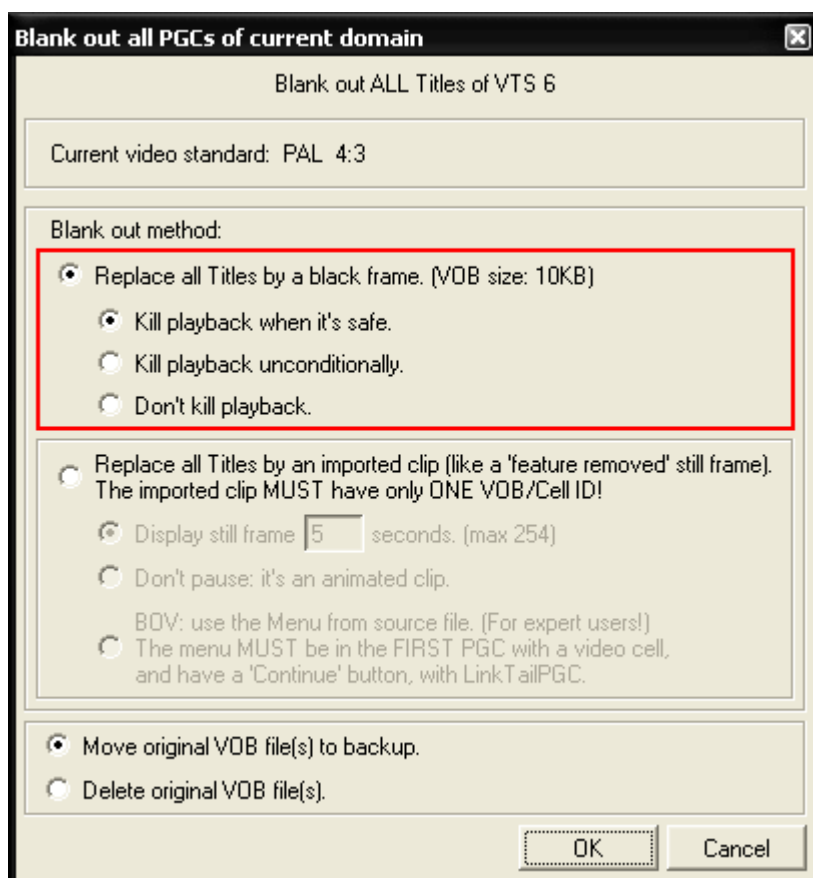 Blank out all PGCs of current domain
Blank out ALL Titles of VTS 6
Current video standard: PAL 4:3
Blank out method:
Replace all Titles by a black frame. (VOB size: 10KB)
Kill playback when it's safe.
Kill playback unconditionally.
Don't kill playback.
Replace all Titles by an imported clip (like a 'feature removed' still frame).
The imported clip MUST have only ONE VOB/Cell ID!
Display still frame 5 seconds. (max 254)
Don't pause: it's an animated clip.
BOV: use the Menu from source file. (For expert users!)
The menu MUST be in the FIRST PGC with a video cell,
and have a 'Continue' button, with LinkTailPGC.
Move original VOB file(s) to backup.
Delete original VOB file(s).
OK Cancel